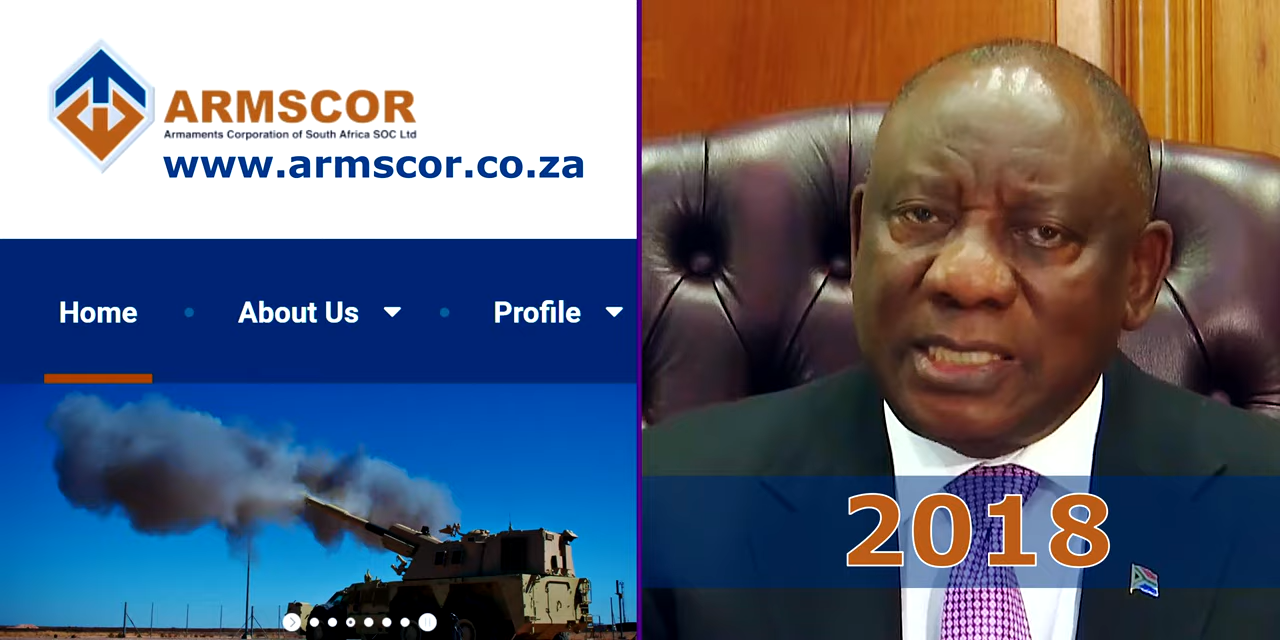 ARMSCOR
Armaments Corporation of South Africa SOC Ltd
www.armscor.co.za
Home
About Us
Profile
2018